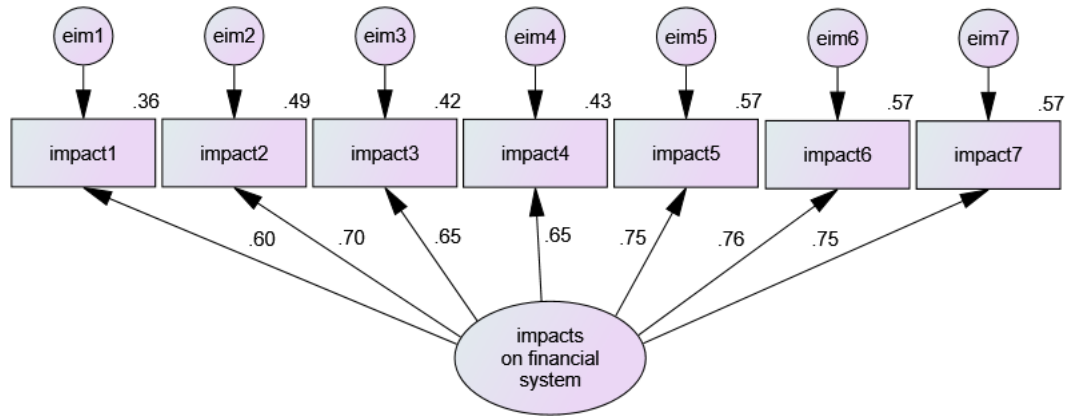 eim1 eim2 eim3 eim4 eim5 eim6 eim7
.36 .49 .42 .43 .57 .57 .57
impact1 impact2 impact3 impact4 impact5 impact6 impact7
.60 .70 .65 .65 .75 .76 .75
impacts
on financial
system